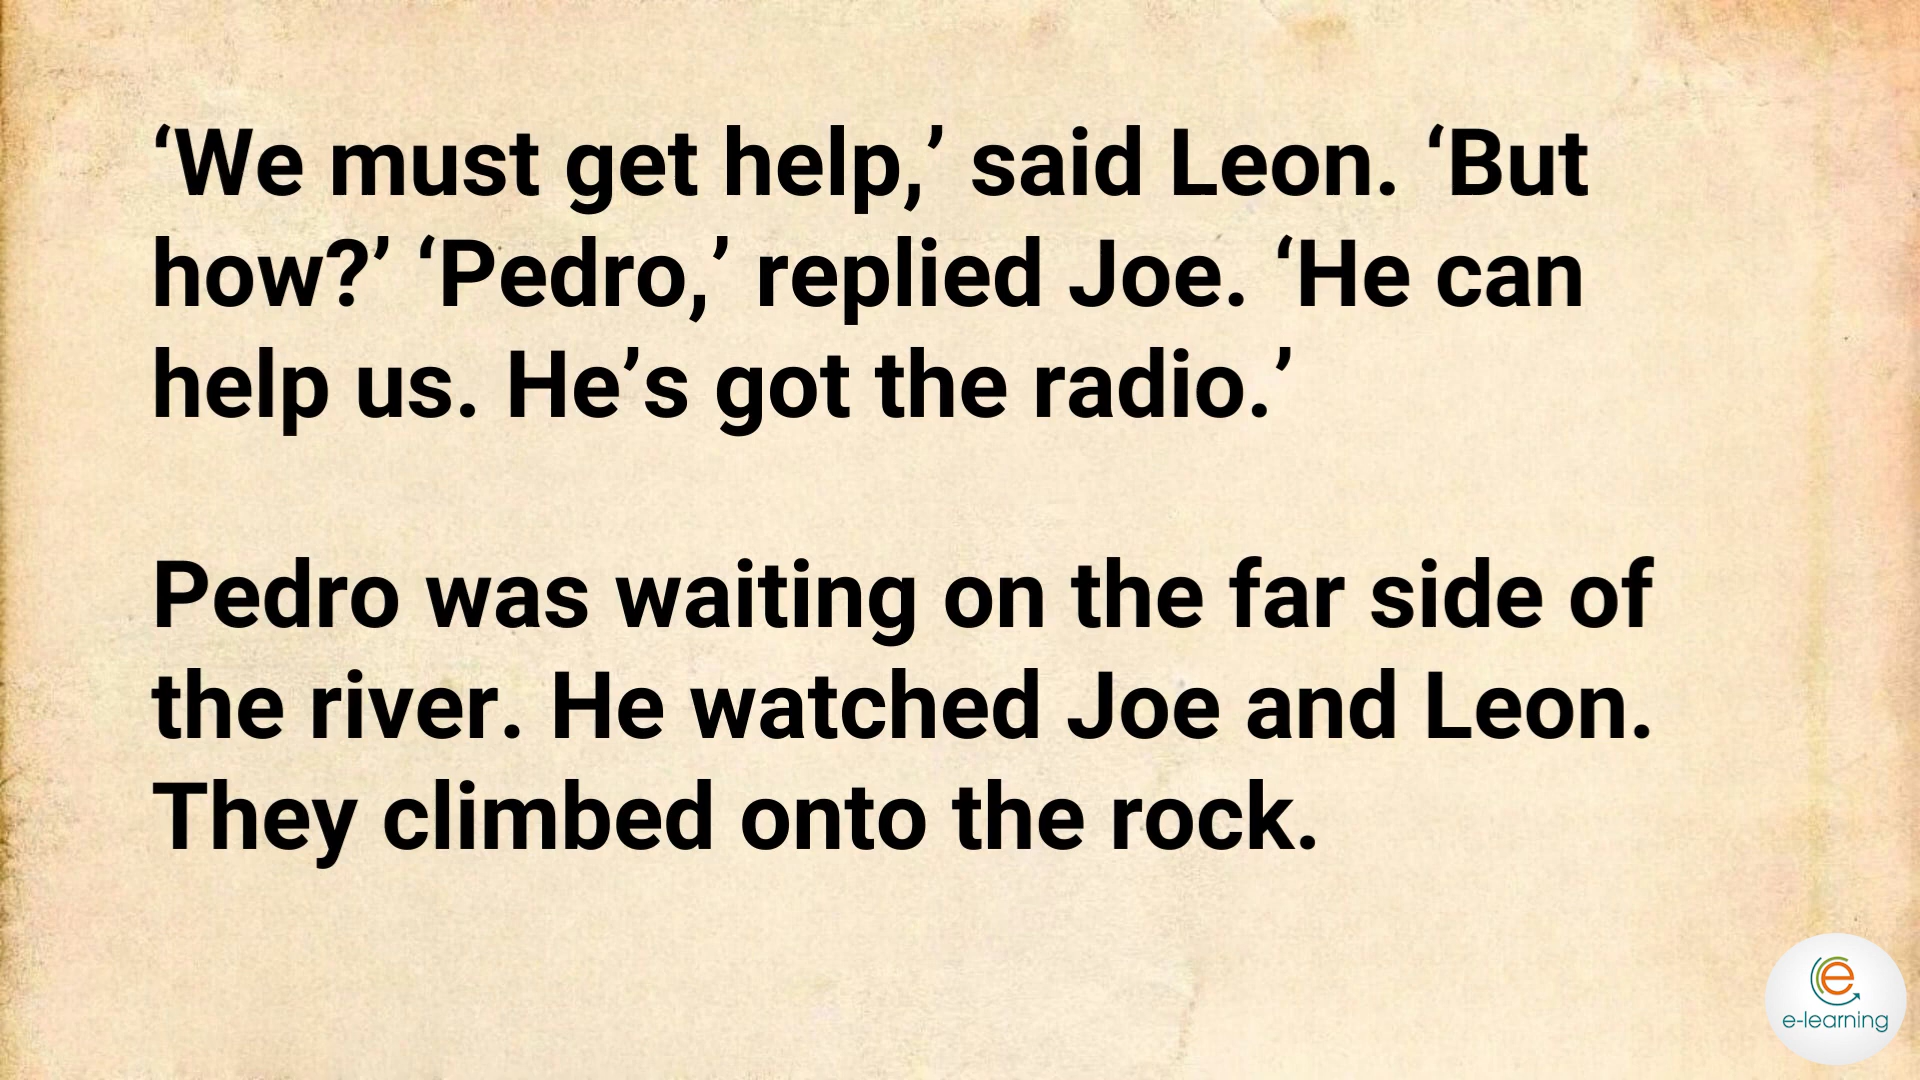 ‘We must get help,’ said Leon. ‘But
how?’ ‘Pedro,’ replied Joe. ‘He can
help us. He’s got the radio.’
Pedro was waiting on the far side of
the river. He watched Joe and Leon.
They climbed onto the rock.
e
e-learning